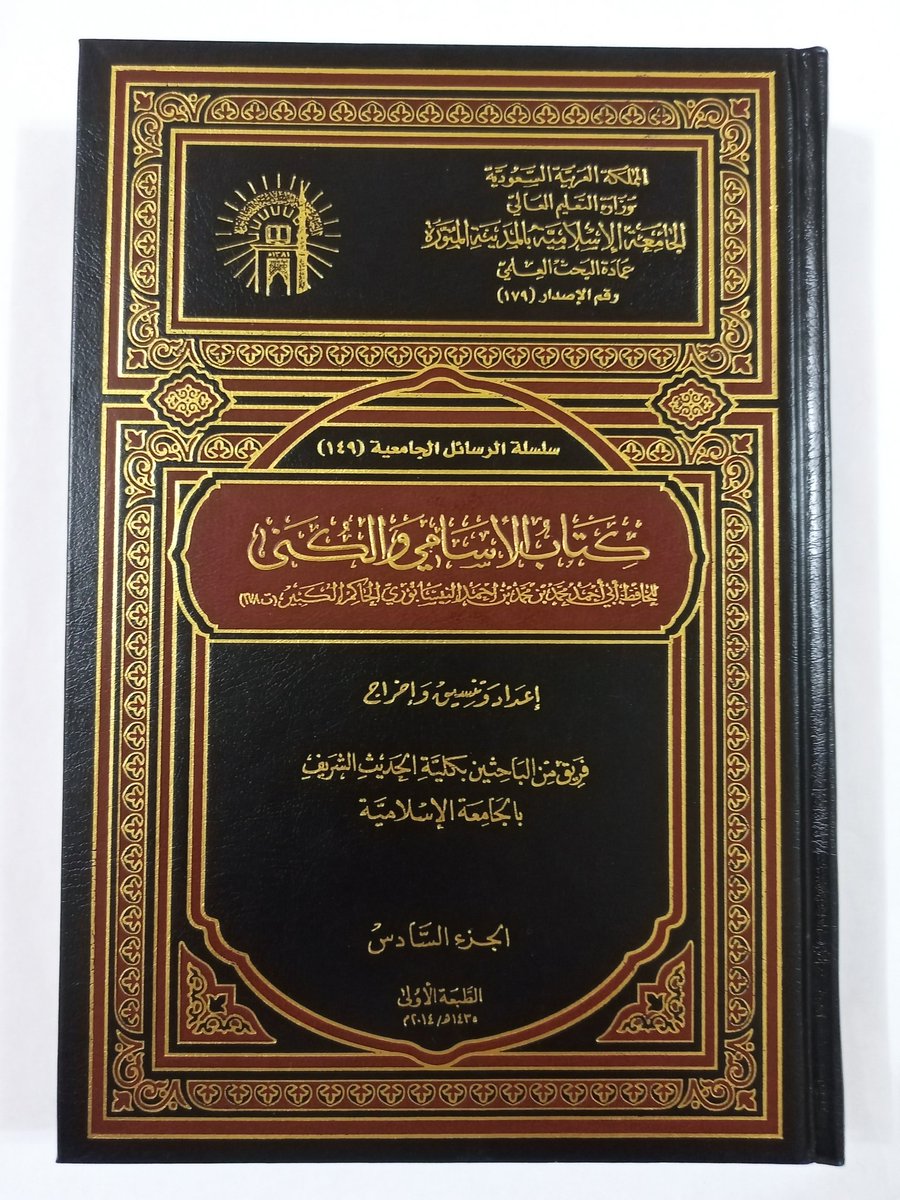 المملكة العربية السعودية
وزارة التعليم العالي
الجامعة الإسلامية بالمدينة المنورة
عمادة البحث العلمي
رقم الإصدار (١٧٩)
١٣٨١هـ
سلسلة الرسائل الجامعية (١٤٩)
كتاب الأسامي والكنى
للحافظ أبي أحمد محمد بن محمد بن أحمد النيسابوري الحاكم الكبير (ت ٣٧٨هـ)
إعداد وتنسيق وإخراج
فريق من الباحثين بكلية الحديث الشريف
بالجامعة الإسلامية
الجزء السادس
الطبعة الأولى
١٤٣٥هـ/٢٠١٤م